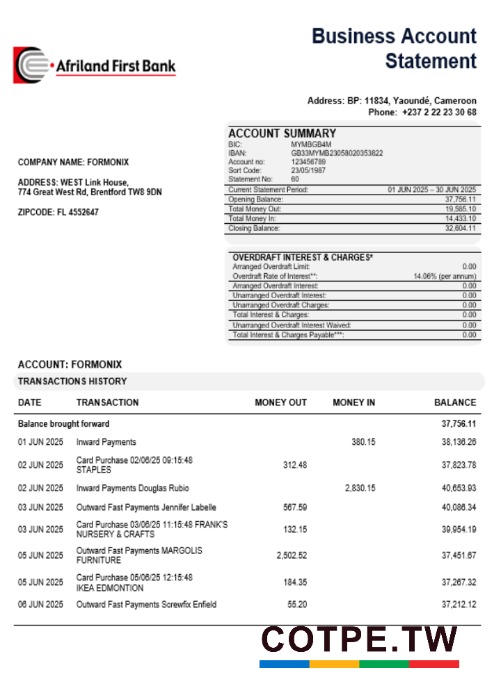 Business Account
Statement
Afriland First Bank
Address: BP: 11834, Yaoundé, Cameroon
Phone: +237 2 22 23 30 68
ACCOUNT SUMMARY
BIC: MYMBGB4M
IBAN: GB33MYMB23058020353822
Account no: 123456789
Sort Code: 23/05/1987
Statement No: 60
Current Statement Period: 01 JUN 2025 – 30 JUN 2025
Opening Balance: 37,756.11
Total Money Out: 19,585.10
Total Money In: 14,433.10
Closing Balance: 32,604.11
COMPANY NAME: FORMONIX
ADDRESS: WEST Link House,
774 Great West Rd, Brentford TW8 9DN
ZIPCODE: FL 4552647
OVERDRAFT INTEREST & CHARGES*
Arranged Overdraft Limit: 0.00
Overdraft Rate of Interest**: 14.06% (per annum)
Arranged Overdraft Interest: 0.00
Unarranged Overdraft Interest: 0.00
Unarranged Overdraft Charges: 0.00
Total Interest & Charges: 0.00
Unarranged Overdraft Interest Waived: 0.00
Total Interest & Charges Payable***: 0.00
ACCOUNT: FORMONIX
TRANSACTIONS HISTORY
DATE TRANSACTION MONEY OUT MONEY IN BALANCE
Balance brought forward 37,756.11
01 JUN 2025 Inward Payments 380.15 38,136.26
02 JUN 2025 Card Purchase 02/06/25 09:15:48 312.48 37,823.78
STAPLES
02 JUN 2025 Inward Payments Douglas Rubio 2,830.15 40,653.93
03 JUN 2025 Outward Fast Payments Jennifer Labelle 567.59 40,086.34
03 JUN 2025 Card Purchase 03/06/25 11:15:48 FRANK'S 132.15 39,954.19
NURSERY & CRAFTS
05 JUN 2025 Outward Fast Payments MARGOLIS 2,502.52 37,451.67
FURNITURE
05 JUN 2025 Card Purchase 05/06/25 12:15:48 184.35 37,267.32
IKEA EDMONTION
06 JUN 2025 Outward Fast Payments Screwfix Enfield 55.20 37,212.12
COTPE.TW